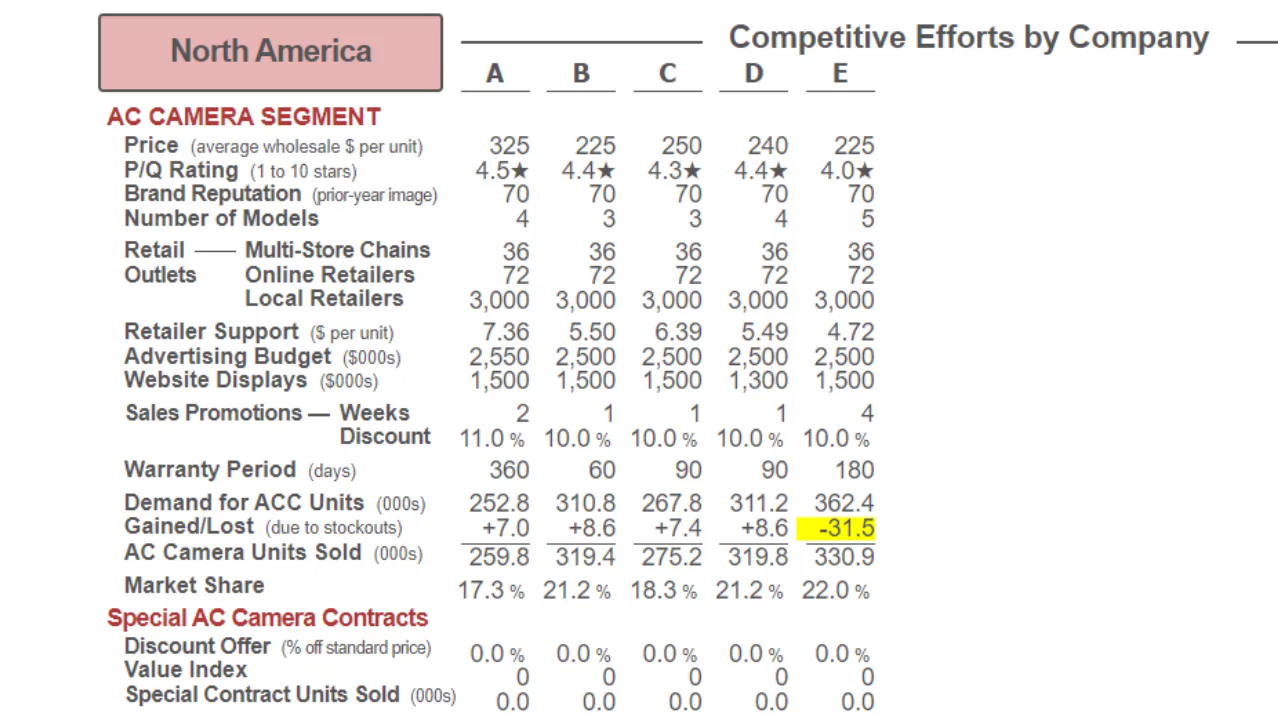 North America
Competitive Efforts by Company
A B C D E
AC CAMERA SEGMENT
Price (average wholesale $ per unit) 325 225 250 240 225
P/Q Rating (1 to 10 stars) 4.5★ 4.4★ 4.3★ 4.4★ 4.0★
Brand Reputation (prior-year image) 70 70 70 70 70
Number of Models 4 3 3 4 5
Retail — Multi-Store Chains 36 36 36 36 36
Outlets Online Retailers 72 72 72 72 72
Local Retailers 3,000 3,000 3,000 3,000 3,000
Retailer Support ($ per unit) 7.36 5.50 6.39 5.49 4.72
Advertising Budget ($000s) 2,550 2,500 2,500 2,500 2,500
Website Displays ($000s) 1,500 1,500 1,500 1,300 1,500
Sales Promotions — Weeks 2 1 1 1 4
Discount 11.0 % 10.0 % 10.0 % 10.0 % 10.0 %
Warranty Period (days) 360 60 90 90 180
Demand for ACC Units (000s) 252.8 310.8 267.8 311.2 362.4
Gained/Lost (due to stockouts) +7.0 +8.6 +7.4 +8.6 -31.5
AC Camera Units Sold (000s) 259.8 319.4 275.2 319.8 330.9
Market Share 17.3 % 21.2 % 18.3 % 21.2 % 22.0 %
Special AC Camera Contracts
Discount Offer (% off standard price) 0.0 % 0.0 % 0.0 % 0.0 % 0.0 %
Value Index 0 0 0 0 0
Special Contract Units Sold (000s) 0.0 0.0 0.0 0.0 0.0